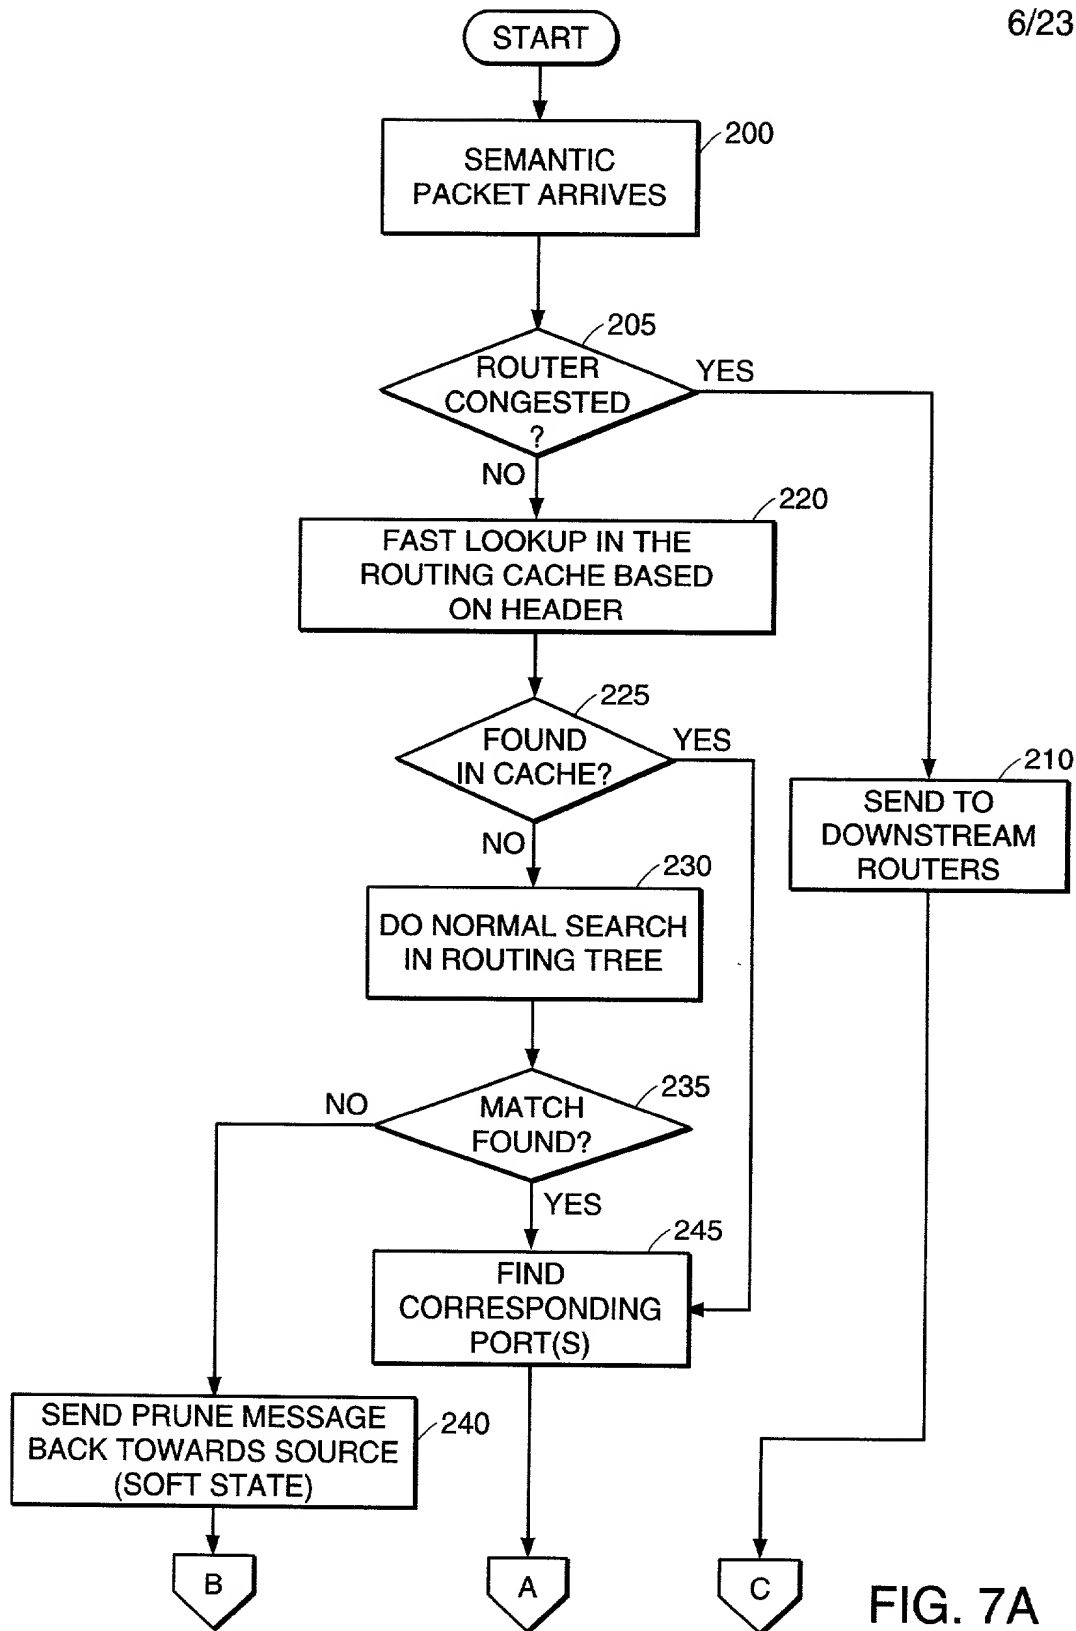 6/23
START
SEMANTIC
PACKET ARRIVES
200
ROUTER
CONGESTED
?
205
YES
NO
FAST LOOKUP IN THE
ROUTING CACHE BASED
ON HEADER
220
FOUND
IN CACHE?
225
YES
NO
SEND TO
DOWNSTREAM
ROUTERS
210
DO NORMAL SEARCH
IN ROUTING TREE
230
MATCH
FOUND?
235
NO
YES
FIND
CORRESPONDING
PORT(S)
245
SEND PRUNE MESSAGE
BACK TOWARDS SOURCE
(SOFT STATE)
240
B
A
C
FIG. 7A